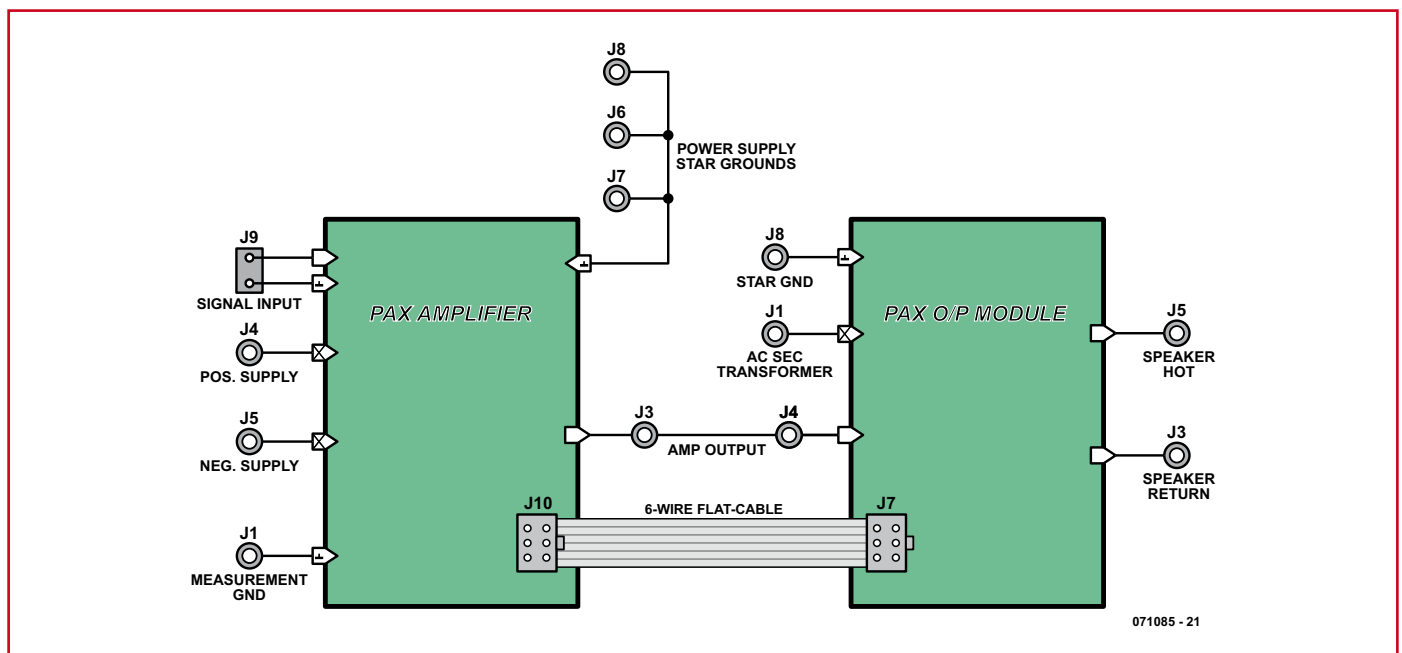 J8
J6
POWER SUPPLY
STAR GROUNDS
J7
J9
SIGNAL INPUT
J4
POS. SUPPLY
J5
NEG. SUPPLY
J1
MEASUREMENT
GND
PAX AMPLIFIER
J3
J4
AMP OUTPUT
J10
6-WIRE FLAT-CABLE
J7
J8
STAR GND
J1
AC SEC
TRANSFORMER
PAX O/P MODULE
J5
SPEAKER
HOT
J3
SPEAKER
RETURN
071085 - 21